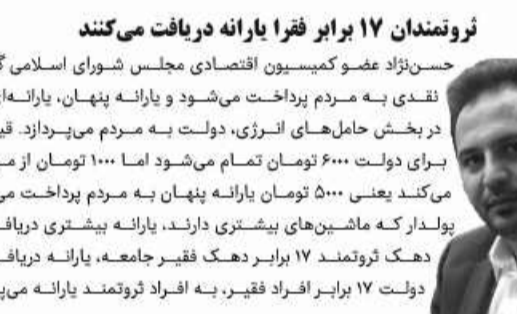 ثروتمندان ۱۷ برابر فقرا یارانه دریافت می‌کنند
حسن‌نژاد عضو کمیسیون اقتصادی مجلس شورای اسلامی
نقدی به مردم پرداخت می‌شود و یارانه پنهان، یارانه‌ای
در بخش حامل‌های انرژی، دولت به مردم می‌پردازد.
برای دولت ۶۰۰۰ تومان تمام می‌شود اما ۱۰۰۰ تومان از
می‌کند یعنی ۵۰۰۰ تومان یارانه پنهان به مردم پرداخت
پولدار که ماشین‌های بیشتری دارند، یارانه بیشتری
دهک ثروتمند ۱۷ برابر دهک فقیر جامعه، یارانه
دولت ۱۷ برابر افراد فقیر، به افراد ثروتمند یارانه